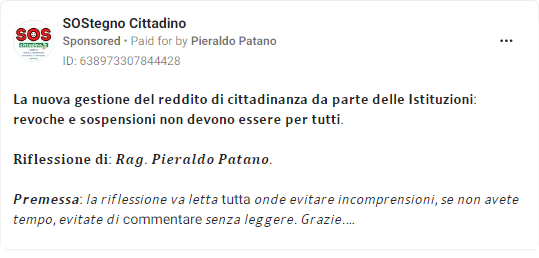 SOS
cittadino.it
SOStegno Cittadino
Sponsored • Paid for by Pieraldo Patano
ID: 638973307844428
La nuova gestione del reddito di cittadinanza da parte delle Istituzioni:
revoche e sospensioni non devono essere per tutti.
Riflessione di: Rag. Pieraldo Patano.
Premessa: la riflessione va letta tutta onde evitare incomprensioni, se non avete
tempo, evitate di commentare senza leggere. Grazie....